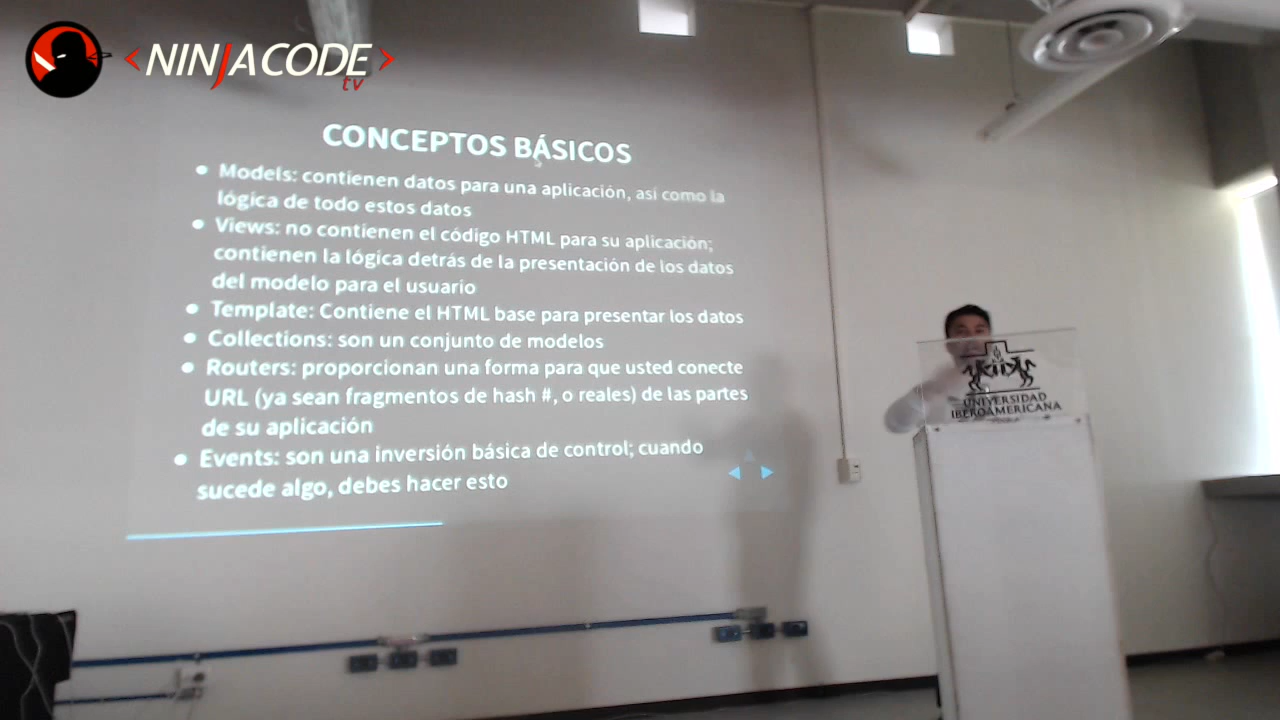 <NINJACODE>
tv
CONCEPTOS BÁSICOS
• Models: contienen datos para una aplicación, así como la
lógica de todo estos datos
• Views: no contienen el código HTML para su aplicación;
contienen la lógica detrás de la presentación de los datos
del modelo para el usuario
• Template: Contiene el HTML base para presentar los datos
• Collections: son un conjunto de modelos
• Routers: proporcionan una forma para que usted conecte
URL (ya sean fragmentos de hash #, o reales) de las partes
de su aplicación
• Events: son una inversión básica de control; cuando
sucede algo, debes hacer esto
UNIVERSIDAD
IBEROAMERICANA